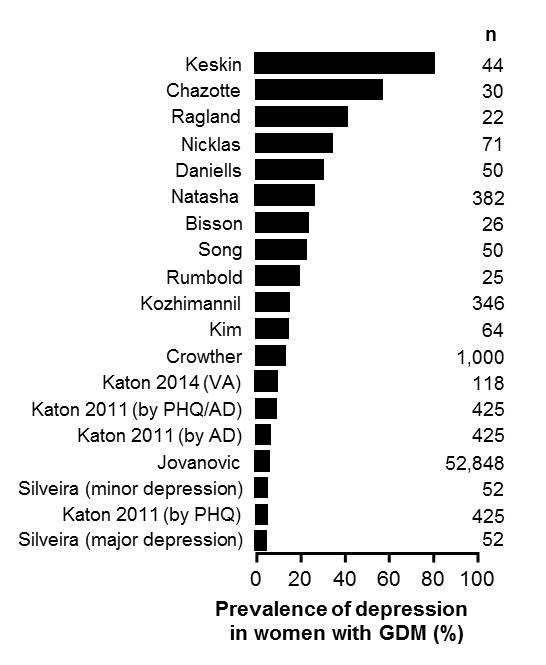 n
Keskin 44
Chazotte 30
Ragland 22
Nicklas 71
Daniells 50
Natasha 382
Bisson 26
Song 50
Rumbold 25
Kozhimannil 346
Kim 64
Crowther 1,000
Katon 2014 (VA) 118
Katon 2011 (by PHQ/AD) 425
Katon 2011 (by AD) 425
Jovanovic 52,848
Silveira (minor depression) 52
Katon 2011 (by PHQ) 425
Silveira (major depression) 52
0 20 40 60 80 100
Prevalence of depression
in women with GDM (%)